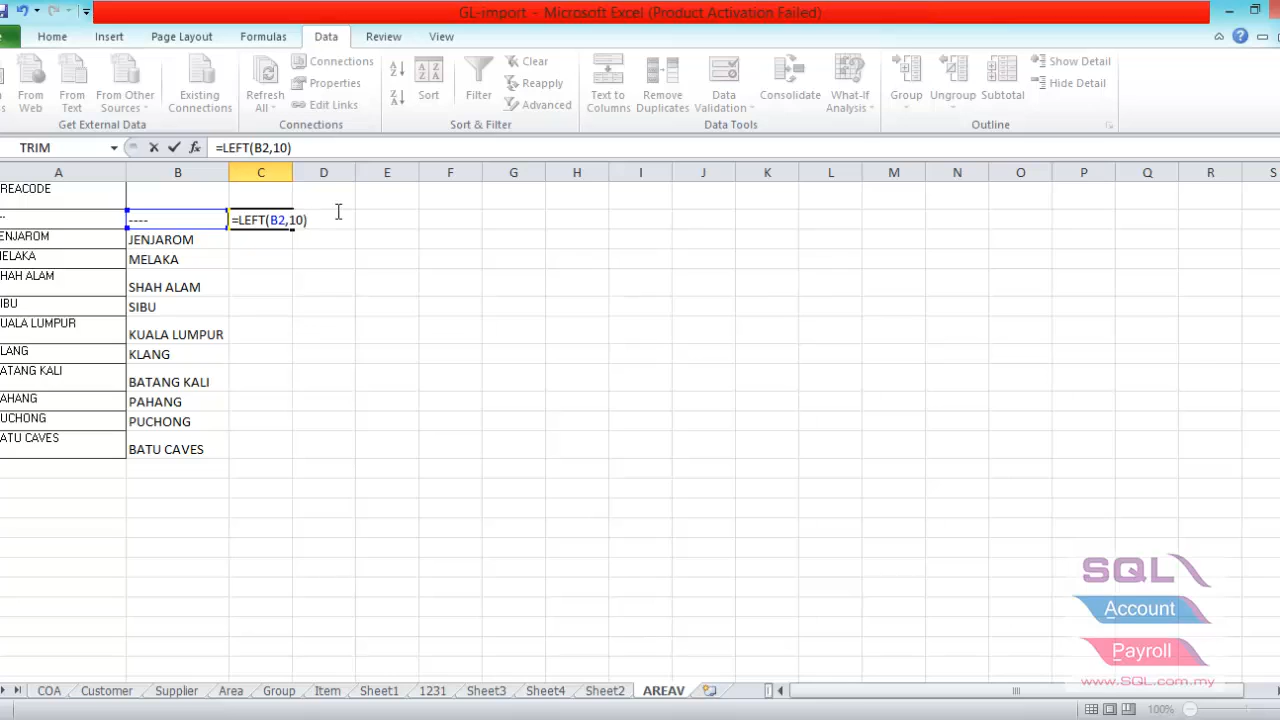 GL-import - Microsoft Excel (Product Activation Failed)
Home Insert Page Layout Formulas Data Review View
From Web
From Text
From Other Sources
Existing Connections
Get External Data
Refresh All
Connections
Properties
Edit Links
Connections
Sort
Filter
Clear
Reapply
Advanced
Sort & Filter
Text to Columns
Remove Duplicates
Data Validation
Consolidate
What-If Analysis
Data Tools
Group
Ungroup
Subtotal
Show Detail
Hide Detail
Outline
TRIM fx =LEFT(B2,10)
A B C D E F G H I J K L M N O P Q R S
REACODE
---- =LEFT(B2,10)
ENJAROM JENJAROM
ELAKA MELAKA
HAH ALAM SHAH ALAM
IBU SIBU
UALA LUMPUR KUALA LUMPUR
LANG KLANG
ATANG KALI BATANG KALI
AHANG PAHANG
UCHONG PUCHONG
ATU CAVES BATU CAVES
SQL
Account
Payroll
www.SQL.com.my
COA Customer Supplier Area Group Item Sheet1 1231 Sheet3 Sheet4 Sheet2 AREAV
100%